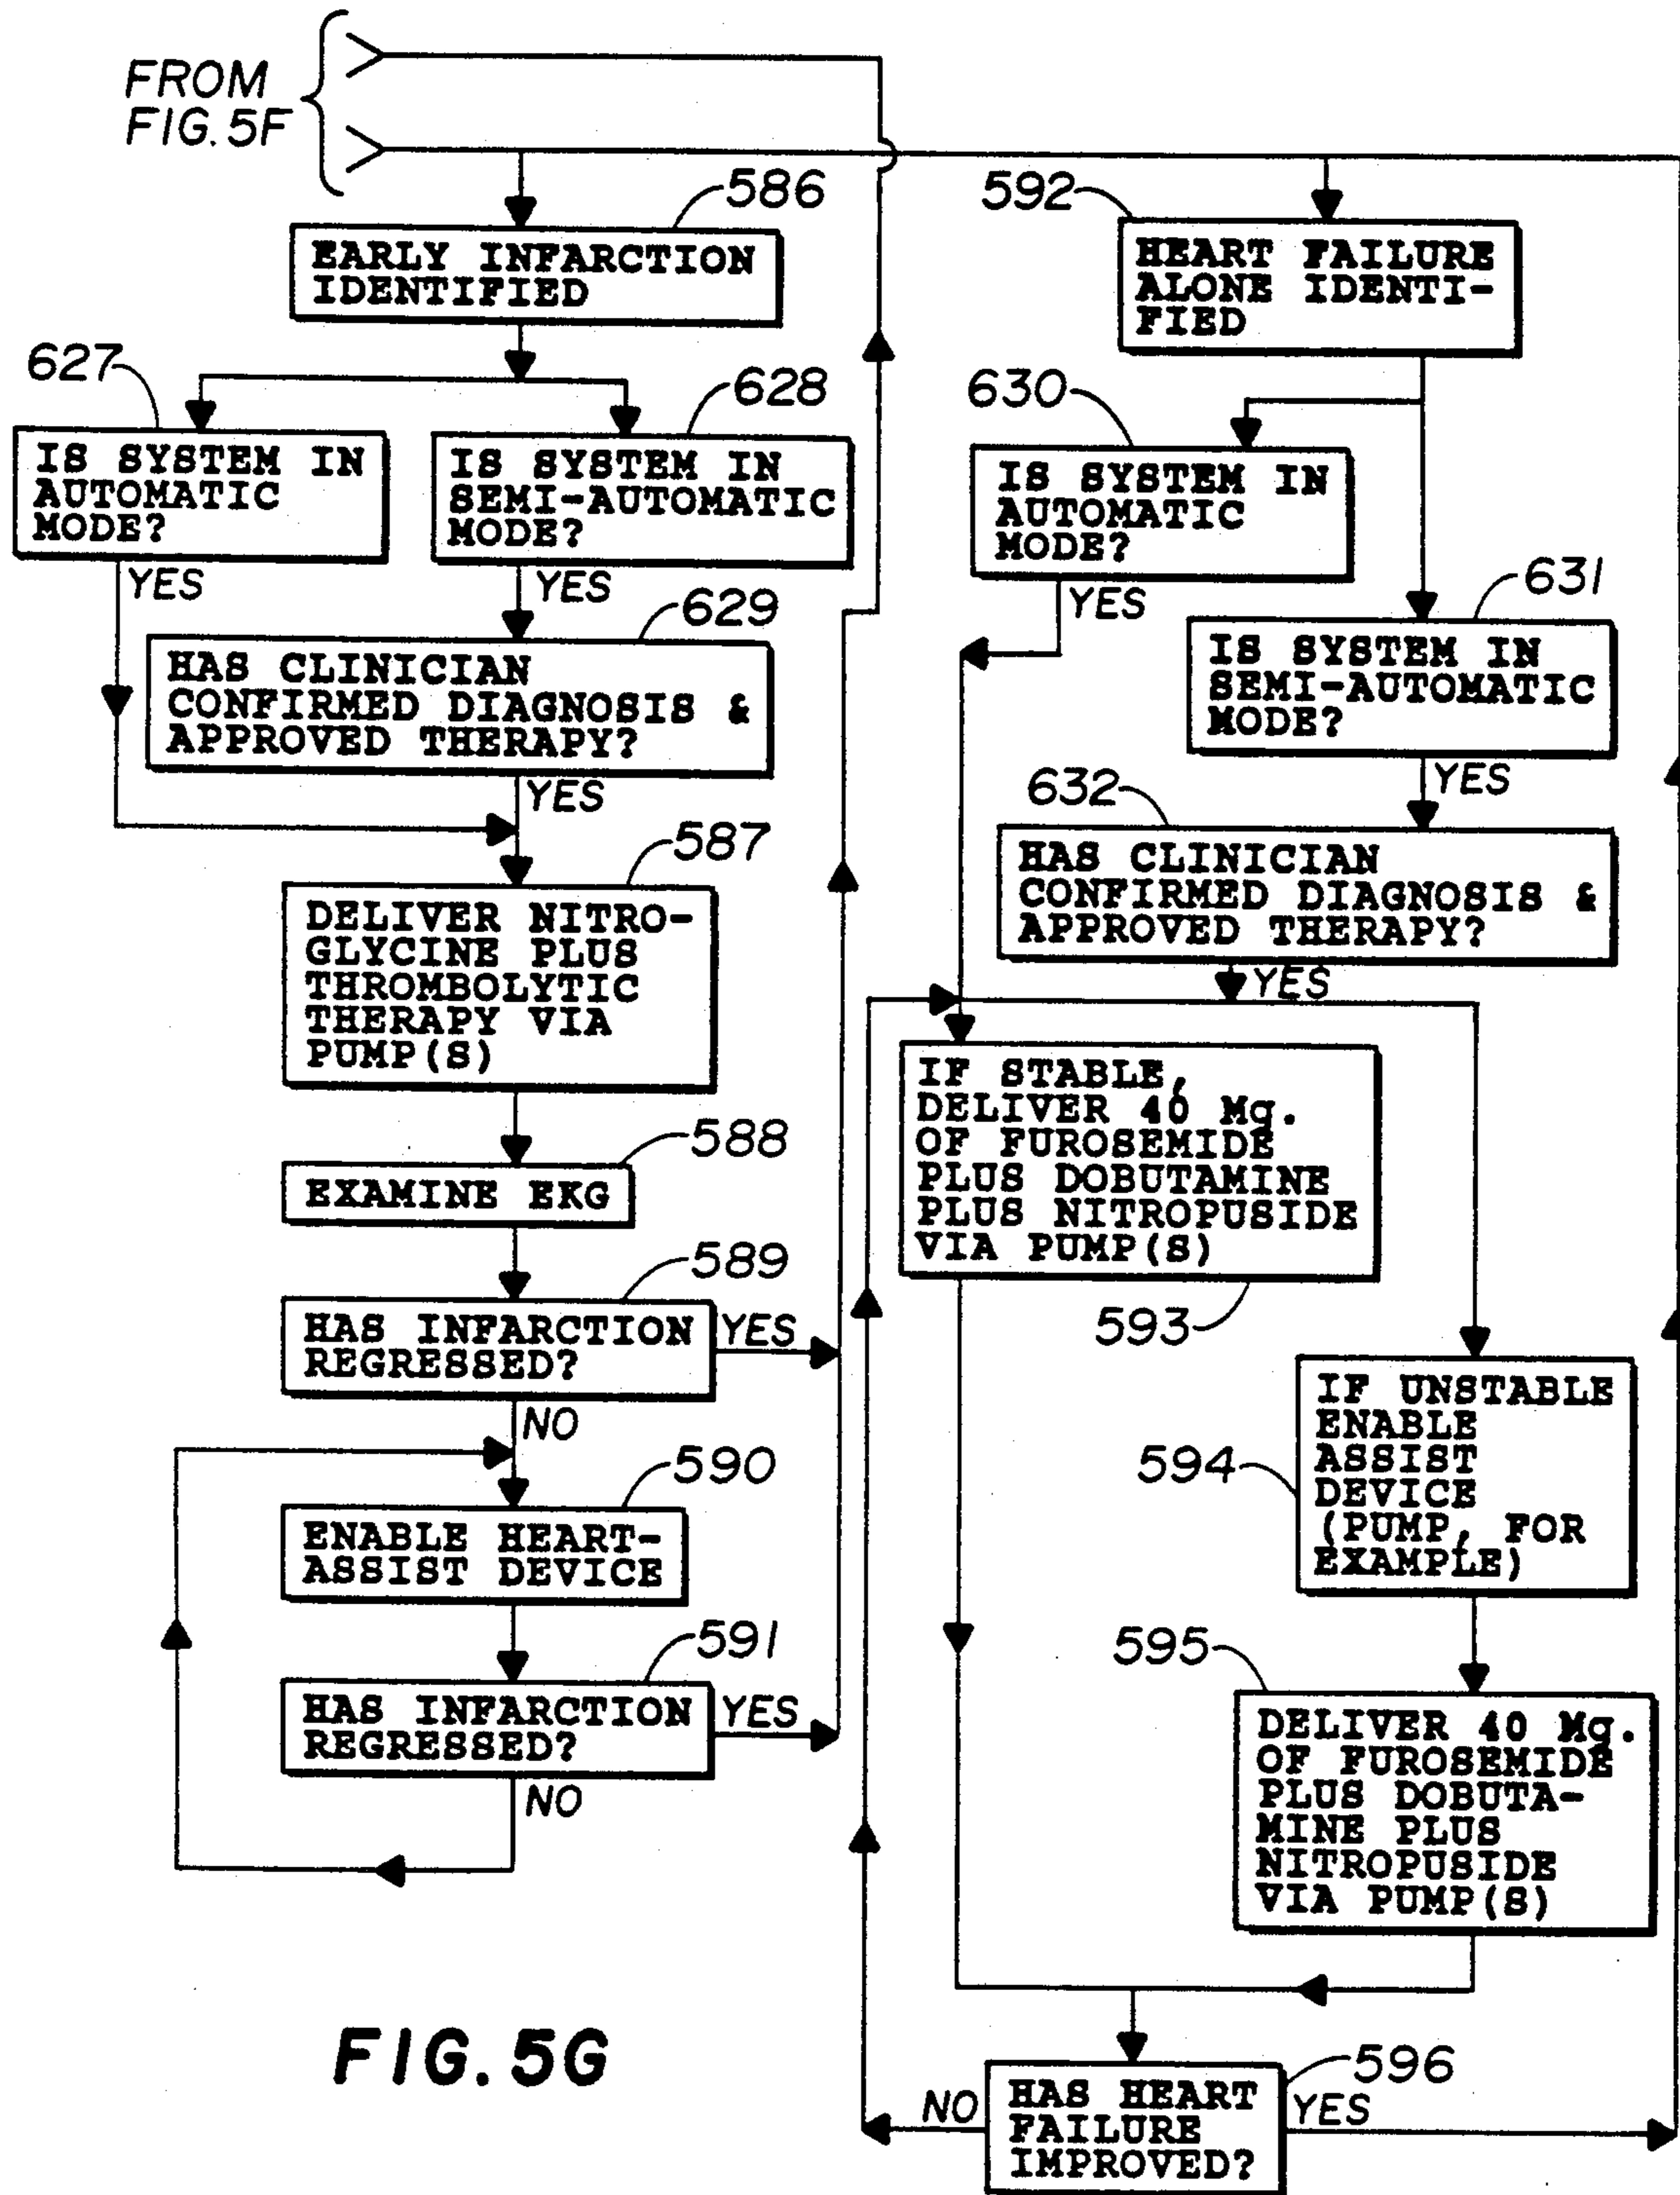 FROM
FIG. 5F
586
EARLY INFARCTION
IDENTIFIED
627
IS SYSTEM IN
AUTOMATIC
MODE?
YES
628
IS SYSTEM IN
SEMI-AUTOMATIC
MODE?
YES
629
HAS CLINICIAN
CONFIRMED DIAGNOSIS &
APPROVED THERAPY?
YES
587
DELIVER NITRO-
GLYCINE PLUS
THROMBOLYTIC
THERAPY VIA
PUMP(S)
588
EXAMINE EKG
589
HAS INFARCTION
REGRESSED?
YES
NO
590
ENABLE HEART-
ASSIST DEVICE
591
HAS INFARCTION
REGRESSED?
YES
NO
592
HEART FAILURE
ALONE IDENTI-
FIED
630
IS SYSTEM IN
AUTOMATIC
MODE?
YES
631
IS SYSTEM IN
SEMI-AUTOMATIC
MODE?
YES
632
HAS CLINICIAN
CONFIRMED DIAGNOSIS &
APPROVED THERAPY?
YES
IF STABLE,
DELIVER 40 Mg.
OF FUROSEMIDE
PLUS DOBUTAMINE
PLUS NITROPUSIDE
VIA PUMP(S)
593
594
IF UNSTABLE
ENABLE
ASSIST
DEVICE
(PUMP, FOR
EXAMPLE)
595
DELIVER 40 Mg.
OF FUROSEMIDE
PLUS DOBUTA-
MINE PLUS
NITROPUSIDE
VIA PUMP(S)
596
HAS HEART
FAILURE
IMPROVED?
NO
YES
FIG. 5G